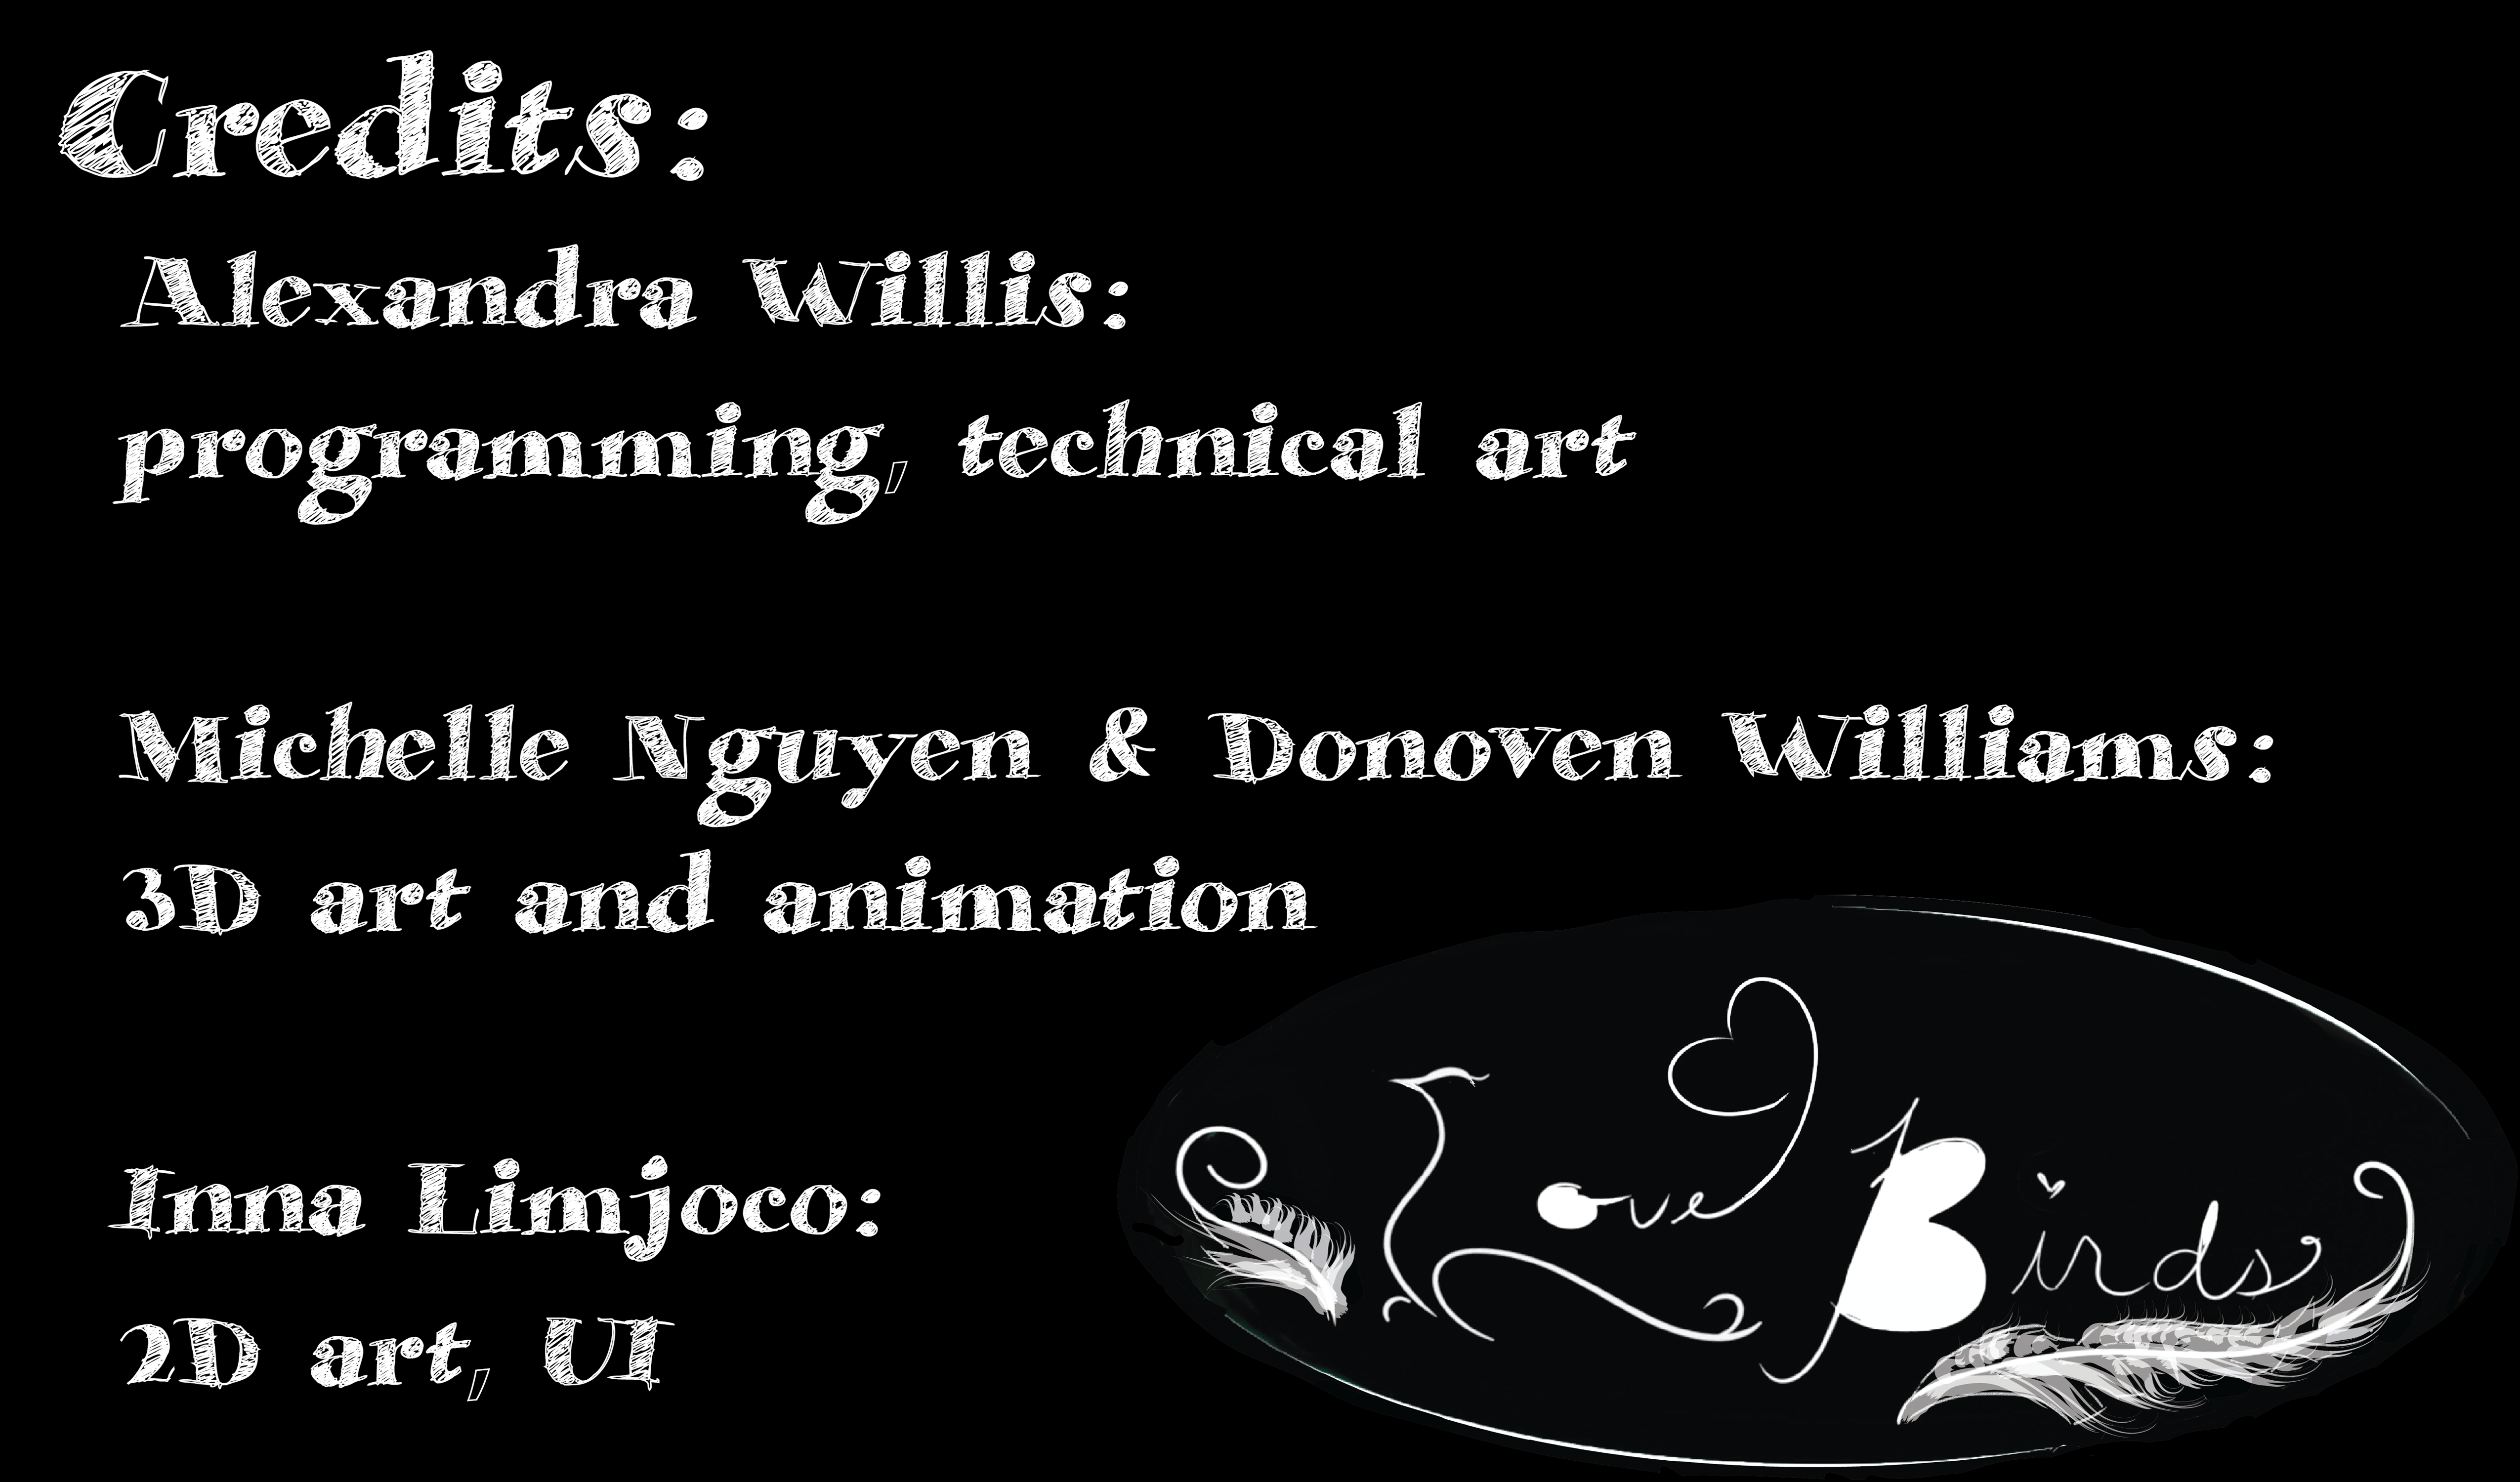 Credits:
Alexandra Willis:
programming, technical art
Michelle Nguyen & Donoven Williams:
3D art and animation
Inna Limjoco:
2D art, UI
Love Birds